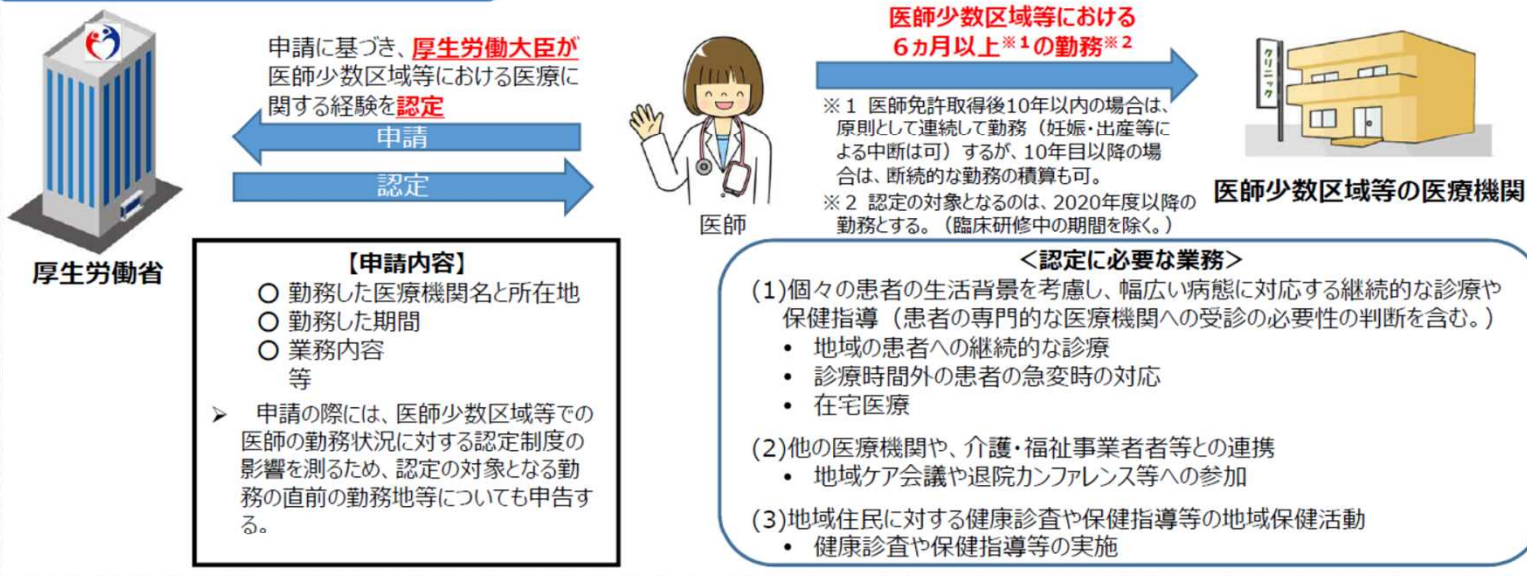 申請に基づき、厚生労働大臣が
医師少数区域等における医療に
関する経験を認定
申請
認定
厚生労働省
医師
医師少数区域等における
6ヵ月以上※1の勤務※2
※1 医師免許取得後10年以内の場合は、
原則として連続して勤務（妊娠・出産等に
よる中断は可）するが、10年目以降の場
合は、断続的な勤務の積算も可。
※2 認定の対象となるのは、2020年度以降の
勤務とする。（臨床研修中の期間を除く。）
クリニック
医師少数区域等の医療機関
【申請内容】
○ 勤務した医療機関名と所在地
○ 勤務した期間
○ 業務内容
等
➢ 申請の際には、医師少数区域等での
医師の勤務状況に対する認定制度の
影響を測るため、認定の対象となる勤
務の直前の勤務地等についても申告す
る。
＜認定に必要な業務＞
(1)個々の患者の生活背景を考慮し、幅広い病態に対応する継続的な診療や
保健指導（患者の専門的な医療機関への受診の必要性の判断を含む。）
• 地域の患者への継続的な診療
• 診療時間外の患者の急変時の対応
• 在宅医療
(2)他の医療機関や、介護・福祉事業者者等との連携
• 地域ケア会議や退院カンファレンス等への参加
(3)地域住民に対する健康診査や保健指導等の地域保健活動
• 健康診査や保健指導等の実施